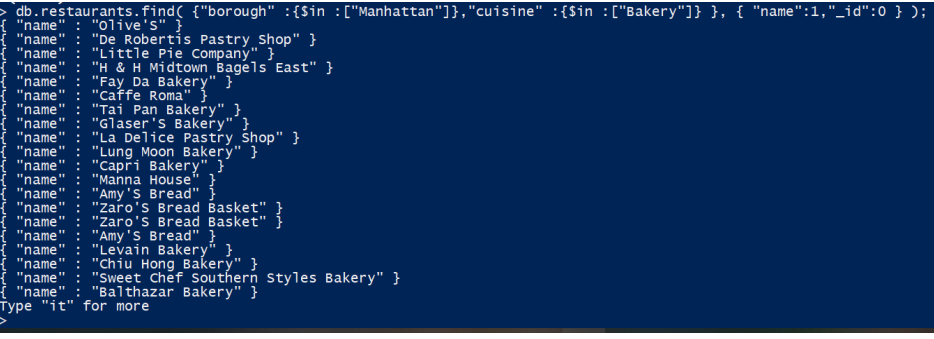 > db.restaurants.find( {"borough" :{$in :["Manhattan"]},"cuisine" :{$in :["Bakery"]} }, { "name":1,"_id":0 } );
{ "name" : "Olive'S" }
{ "name" : "De Robertis Pastry Shop" }
{ "name" : "Little Pie Company" }
{ "name" : "H & H Midtown Bagels East" }
{ "name" : "Fay Da Bakery" }
{ "name" : "Caffe Roma" }
{ "name" : "Tai Pan Bakery" }
{ "name" : "Glaser'S Bakery" }
{ "name" : "La Delice Pastry Shop" }
{ "name" : "Lung Moon Bakery" }
{ "name" : "Capri Bakery" }
{ "name" : "Manna House" }
{ "name" : "Amy'S Bread" }
{ "name" : "Zaro'S Bread Basket" }
{ "name" : "Zaro'S Bread Basket" }
{ "name" : "Amy'S Bread" }
{ "name" : "Levain Bakery" }
{ "name" : "Chiu Hong Bakery" }
{ "name" : "Sweet Chef Southern Styles Bakery" }
{ "name" : "Balthazar Bakery" }
Type "it" for more
>